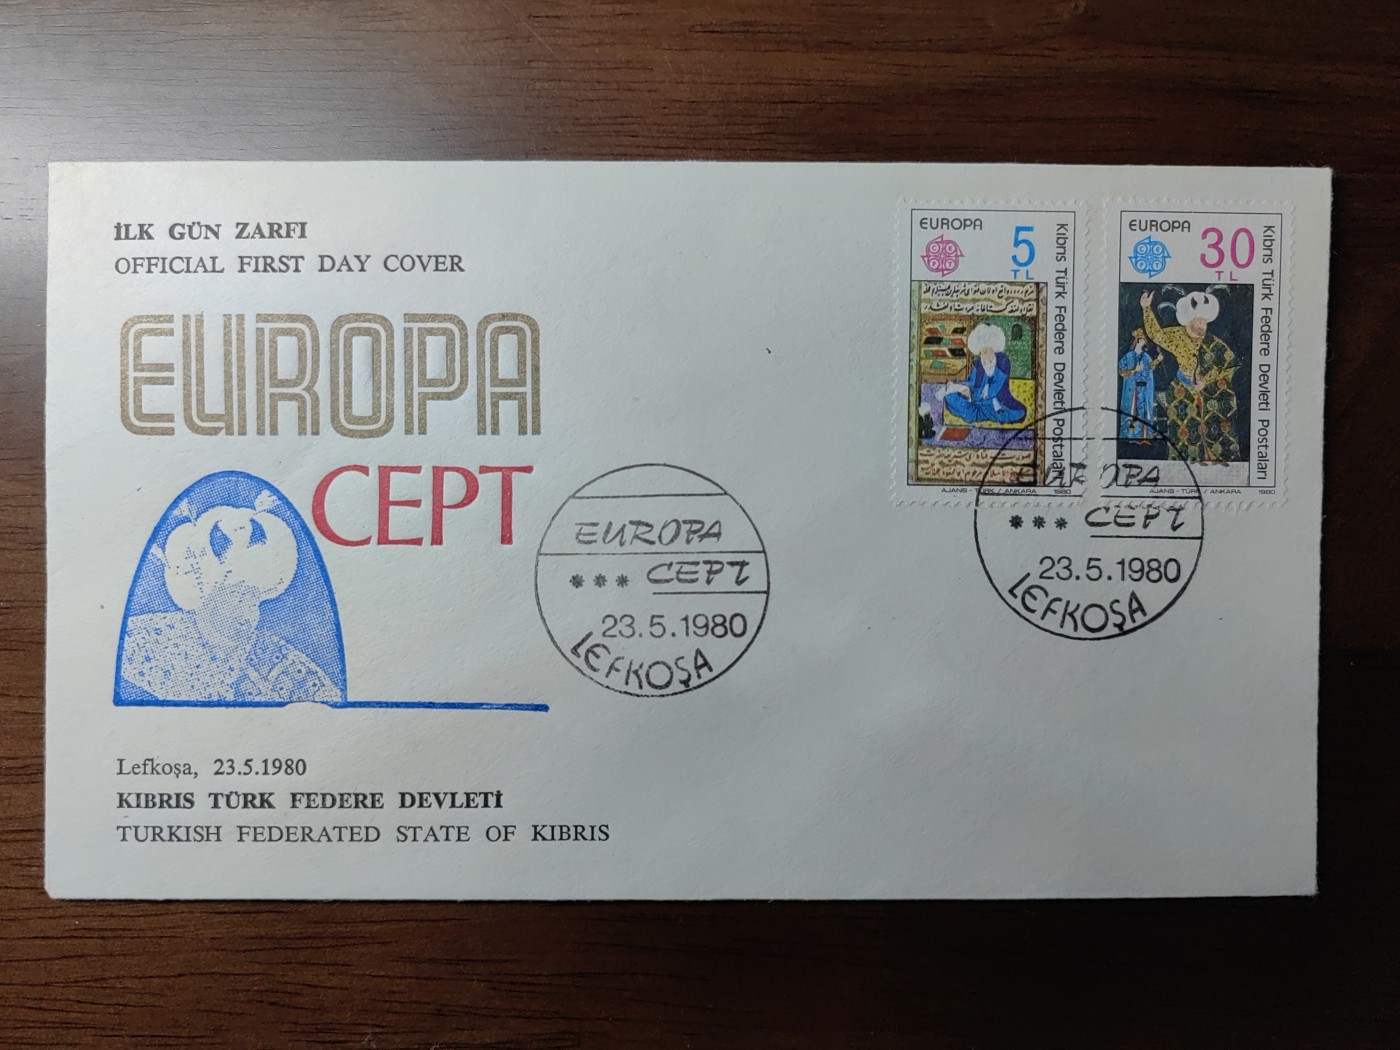 İLK GÜN ZARFI
OFFICIAL FIRST DAY COVER
EUROPA
CEPT
Lefkoşa, 23.5.1980
KIBRIS TÜRK FEDERE DEVLETİ
TURKISH FEDERATED STATE OF KIBRIS
EUROPA
*** CEPT
23.5.1980
LEFKOŞA
EUROPA
CEPT
5
TL
Kıbrıs Türk Federe Devleti Postaları
AJANS - TÜRK / ANKARA 1980
EUROPA
CEPT
30
TL
Kıbrıs Türk Federe Devleti Postaları
AJANS - TÜRK / ANKARA 1980
EUROPA
*** CEPT
23.5.1980
LEFKOŞA